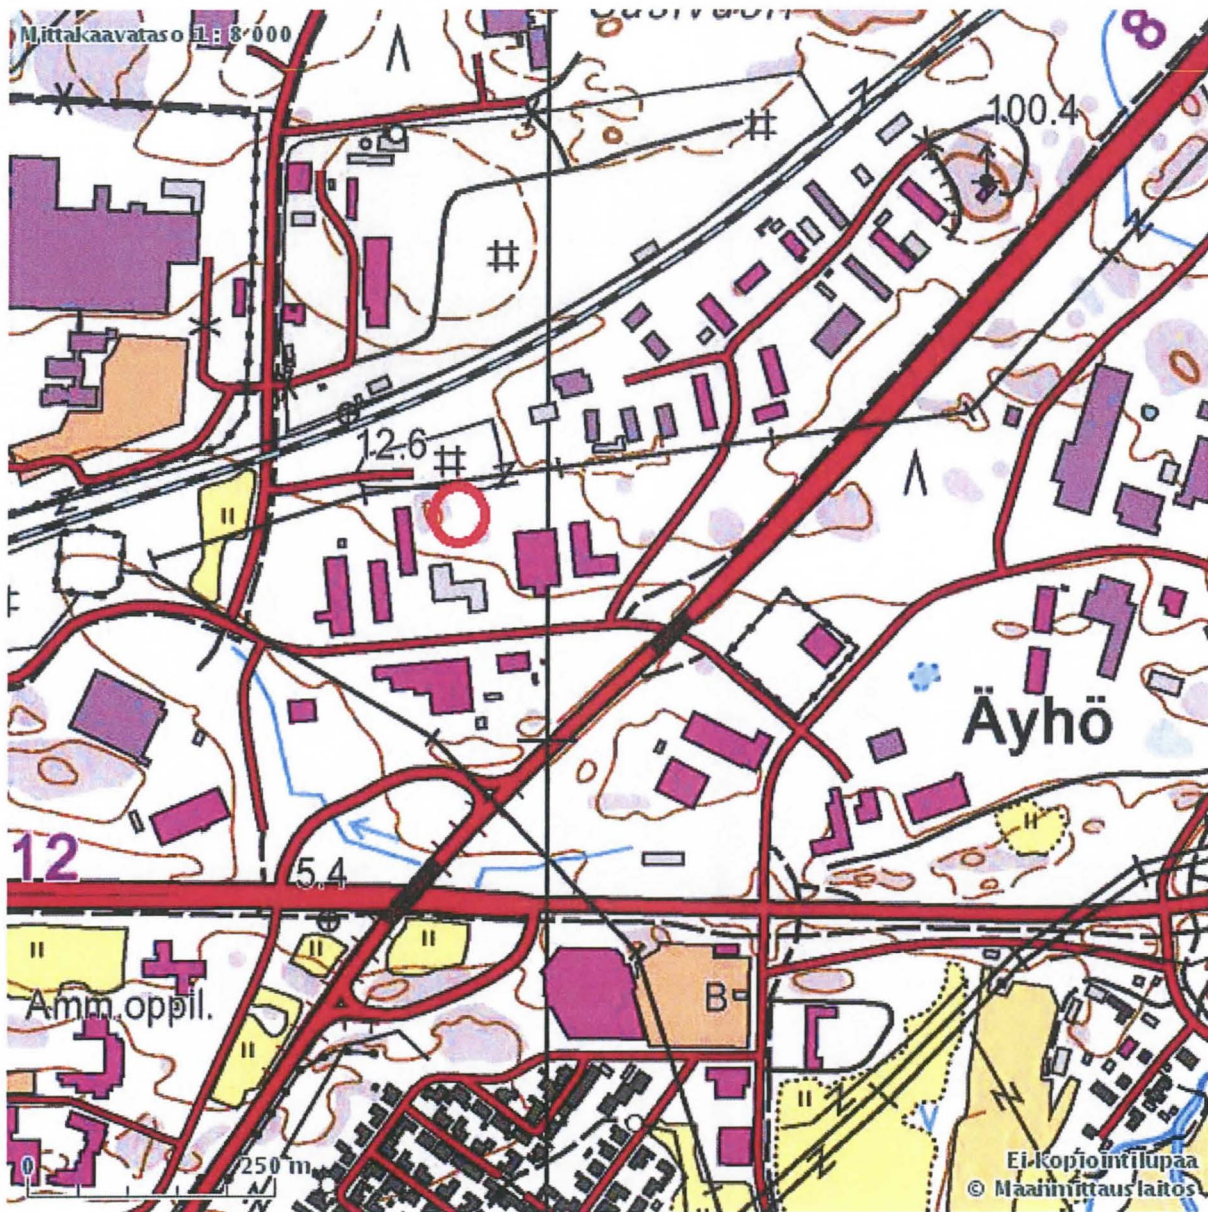 Mittakaavataso 1 : 8 000
8
100.4
12.6
Äyhö
12
5.4
Amm.oppil.
B
0
250 m
Ei kopiointilupaa
© Maanmittauslaitos